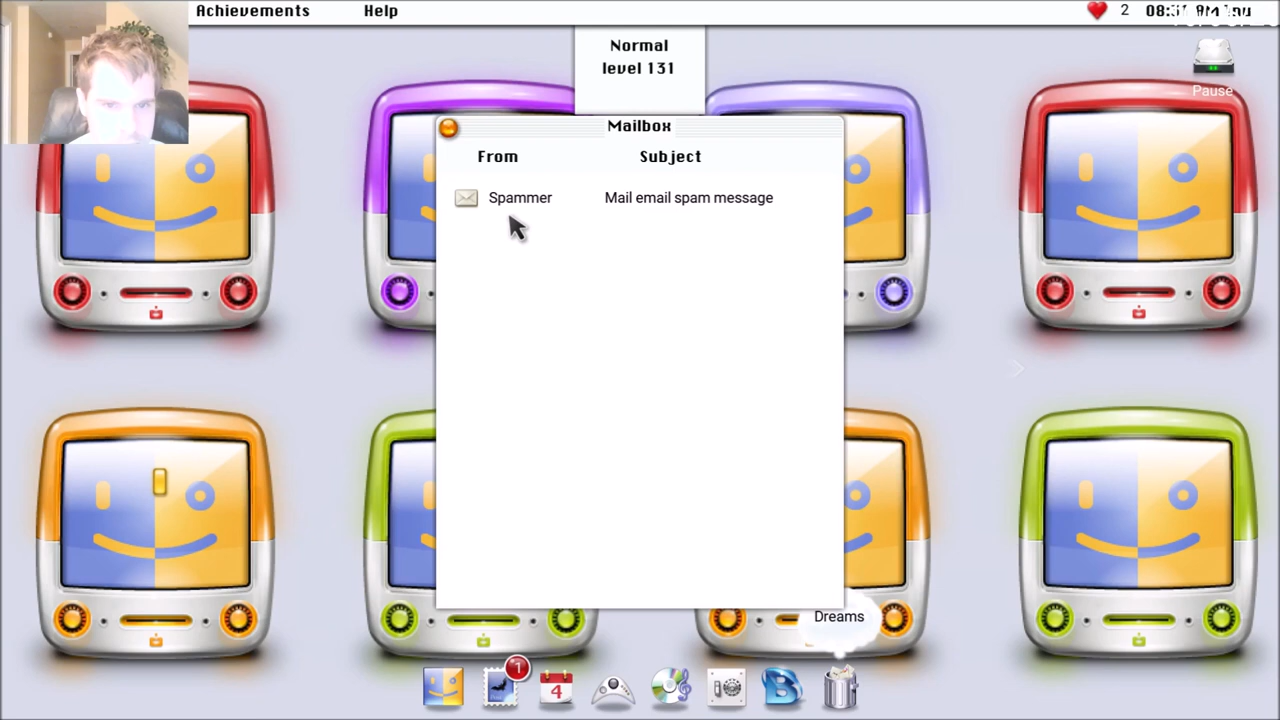 Achievements Help 2
Normal
level 131
Pause
Mailbox
From Subject
Spammer Mail email spam message
Dreams
1
4
B